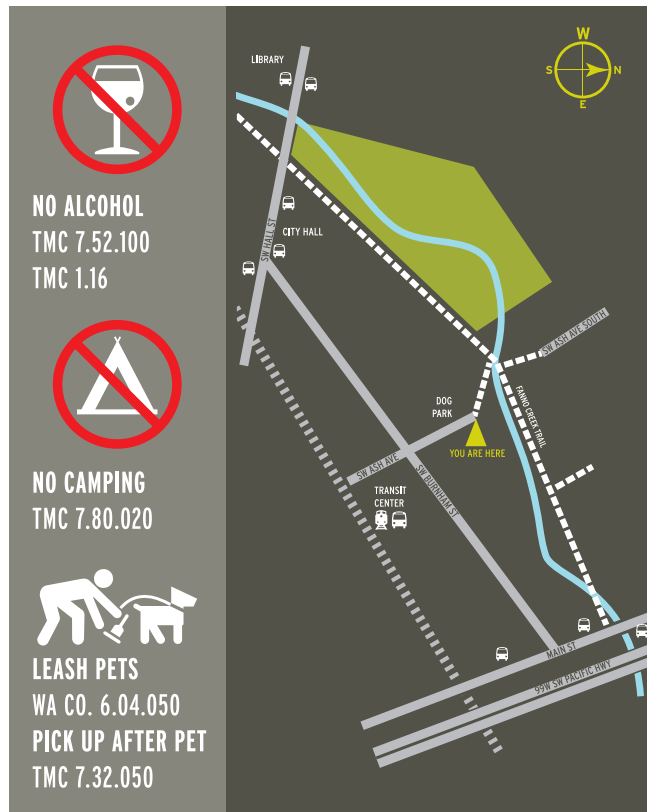 NO ALCOHOL
TMC 7.52.100
TMC 1.16
NO CAMPING
TMC 7.80.020
LEASH PETS
WA CO. 6.04.050
PICK UP AFTER PET
TMC 7.32.050
W
S
N
E
LIBRARY
SW HALL ST
CITY HALL
SW ASH AVE SOUTH
DOG
PARK
FANNO CREEK TRAIL
YOU ARE HERE
SW ASH AVE
SW BURNHAM ST
TRANSIT
CENTER
MAIN ST
99W SW PACIFIC HWY